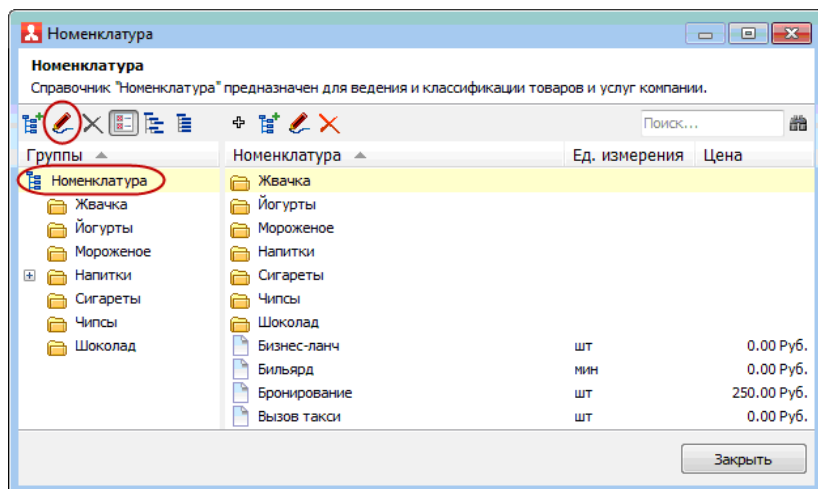 Номенклатура
Номенклатура
Справочник "Номенклатура" предназначен для ведения и классификации товаров и услуг компании.
Поиск...
Группы Номенклатура Ед. измерения Цена
Номенклатура Жвачка
Жвачка Йогурты
Йогурты Мороженое
Мороженое Напитки
Напитки Сигареты
Сигареты Чипсы
Чипсы Шоколад
Шоколад Бизнес-ланч шт 0.00 Руб.
Бильярд мин 0.00 Руб.
Бронирование шт 250.00 Руб.
Вызов такси шт 0.00 Руб.
Закрыть